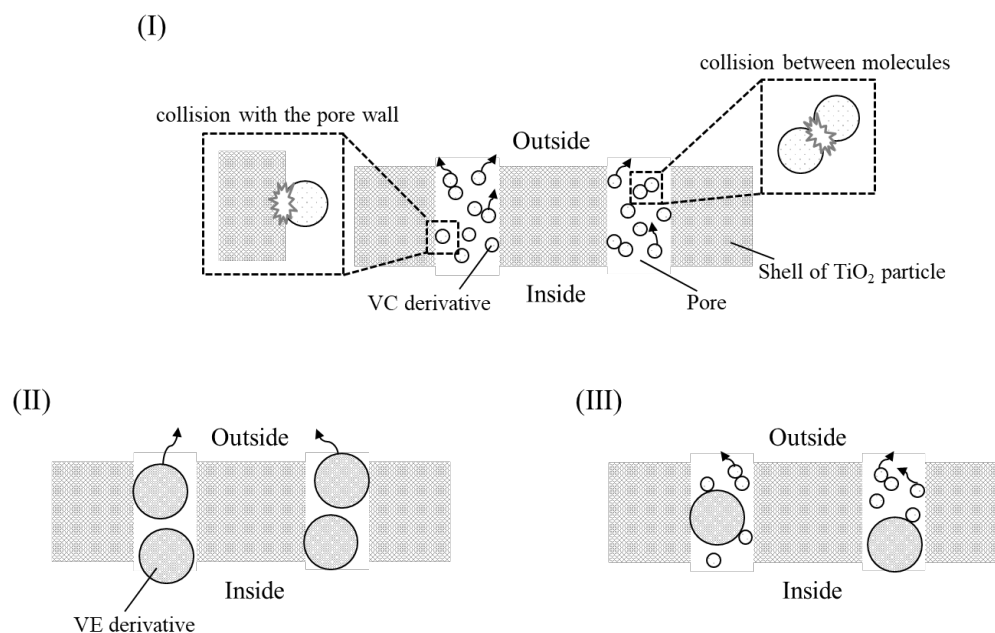 (I)
collision between molecules
collision with the pore wall
Outside
Shell of TiO₂ particle
VC derivative
Inside
Pore
(II)
(III)
Outside
Outside
Inside
Inside
VE derivative